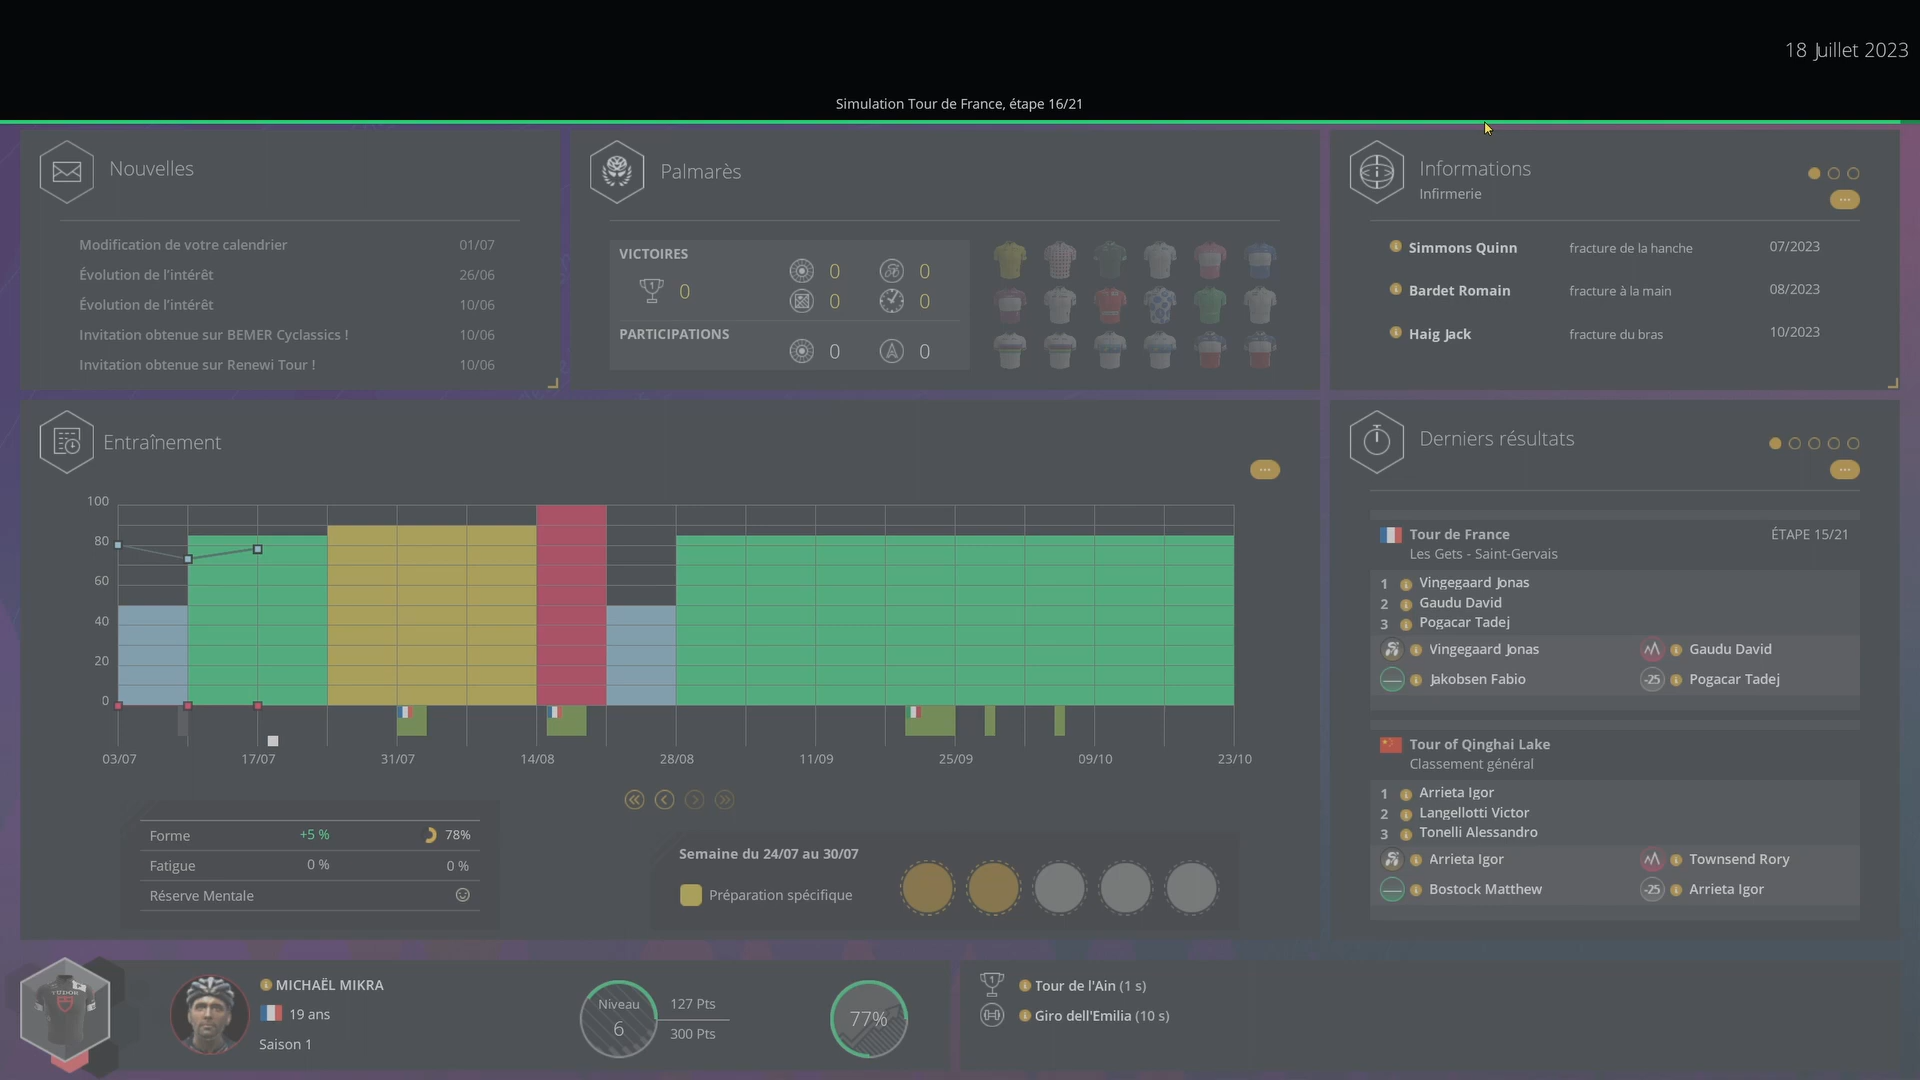 18 Juillet 2023
Simulation Tour de France, étape 16/21
Nouvelles
Modification de votre calendrier 01/07
Évolution de l'intérêt 26/06
Évolution de l'intérêt 10/06
Invitation obtenue sur BEMER Cyclassics ! 10/06
Invitation obtenue sur Renewi Tour ! 10/06
Palmarès
VICTOIRES
0 0 0
0 0
PARTICIPATIONS
0 0
Informations
Infirmerie
Simmons Quinn fracture de la hanche 07/2023
Bardet Romain fracture à la main 08/2023
Haig Jack fracture du bras 10/2023
Entraînement
100
80
60
40
20
0
03/07 17/07 31/07 14/08 28/08 11/09 25/09 09/10 23/10
Forme +5 % 78%
Fatigue 0 % 0 %
Réserve Mentale
Semaine du 24/07 au 30/07
Préparation spécifique
Derniers résultats
Tour de France ÉTAPE 15/21
Les Gets - Saint-Gervais
1 Vingegaard Jonas
2 Gaudu David
3 Pogacar Tadej
Vingegaard Jonas Gaudu David
Jakobsen Fabio -25 Pogacar Tadej
Tour of Qinghai Lake
Classement général
1 Arrieta Igor
2 Langellotti Victor
3 Tonelli Alessandro
Arrieta Igor Townsend Rory
Bostock Matthew -25 Arrieta Igor
TUDOR
MICHAËL MIKRA
19 ans
Saison 1
Niveau
6
127 Pts
300 Pts
77%
Tour de l'Ain (1 s)
Giro dell'Emilia (10 s)